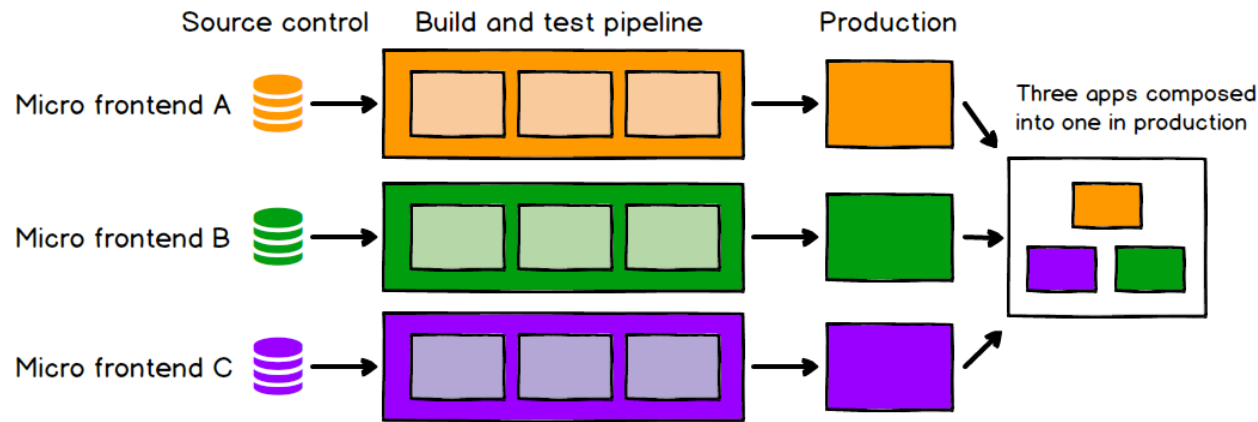 Source control
Build and test pipeline
Production
Micro frontend A
Three apps composed
into one in production
Micro frontend B
Micro frontend C